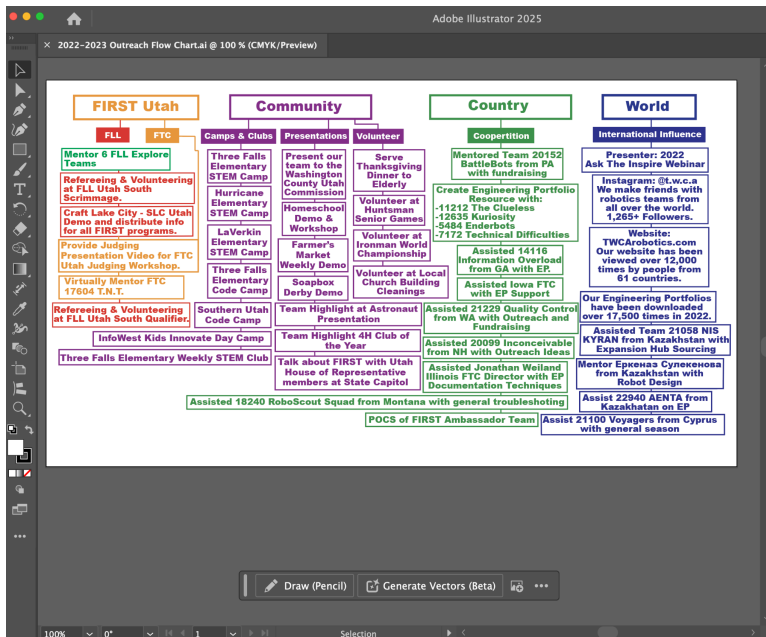 Adobe Illustrator 2025
× 2022-2023 Outreach Flow Chart.ai @ 100 % (CMYK/Preview)
FIRST Utah
Community
Country
World
FLL
FTC
Camps & Clubs
Presentations
Volunteer
Coopertition
International Influence
Mentor 6 FLL Explore
Teams
Refereeing & Volunteering
at FLL Utah South
Scrimmage.
Craft Lake City - SLC Utah
Demo and distribute info
for all FIRST programs.
Provide Judging
Presentation Video for FTC
Utah Judging Workshop.
Virtually Mentor FTC
17604 T.N.T.
Refereeing & Volunteering
at FLL Utah South Qualifier.
Three Falls
Elementary
STEM Camp
Hurricane
Elementary
STEM Camp
LaVerkin
Elementary
STEM Camp
Three Falls
Elementary
Code Camp
Southern Utah
Code Camp
InfoWest Kids Innovate Day Camp
Three Falls Elementary Weekly STEM Club
Present our
team to the
Washington
County Utah
Commission
Homeschool
Demo &
Workshop
Farmer's
Market
Weekly Demo
Soapbox
Derby Demo
Team Highlight at Astronaut
Presentation
Team Highlight 4H Club of
the Year
Talk about FIRST with Utah
House of Representative
members at State Capitol
Serve
Thanksgiving
Dinner to
Elderly
Volunteer at
Huntsman
Senior Games
Volunteer at
Ironman World
Championship
Volunteer at Local
Church Building
Cleanings
Mentored Team 20152
BattleBots from PA
with fundraising
Create Engineering Portfolio
Resource with:
-11212 The Clueless
-12635 Kuriosity
-5484 Enderbots
-7172 Technical Difficulties
Assisted 14116
Information Overload
from GA with EP.
Assisted Iowa FTC
with EP Support
Assisted 21229 Quality Control
from WA with Outreach and
Fundraising
Assisted 20099 Inconceivable
from NH with Outreach Ideas
Assisted Jonathan Weiland
Illinois FTC Director with EP
Documentation Techniques
Assisted 18240 RoboScout Squad from Montana with general troubleshoting
POCS of FIRST Ambassador Team
Presenter: 2022
Ask The Inspire Webinar
Instagram: @t.w.c.a
We make friends with
robotics teams from
all over the world.
1,265+ Followers.
Website:
TWCArobotics.com
Our website has been
viewed over 12,000
times by people from
61 countries.
Our Engineering Portfolios
have been downloaded
over 17,500 times in 2022.
Assisted Team 21058 NIS
KYRAN from Kazakhstan with
Expansion Hub Sourcing
Mentor Еркеназ Сулекенова
from Kazakhstan with
Robot Design
Assist 22940 AENTA from
Kazakhatan on EP
Assist 21100 Voyagers from Cyprus
with general season
Draw (Pencil)
Generate Vectors (Beta)
100%
0°
1
Selection